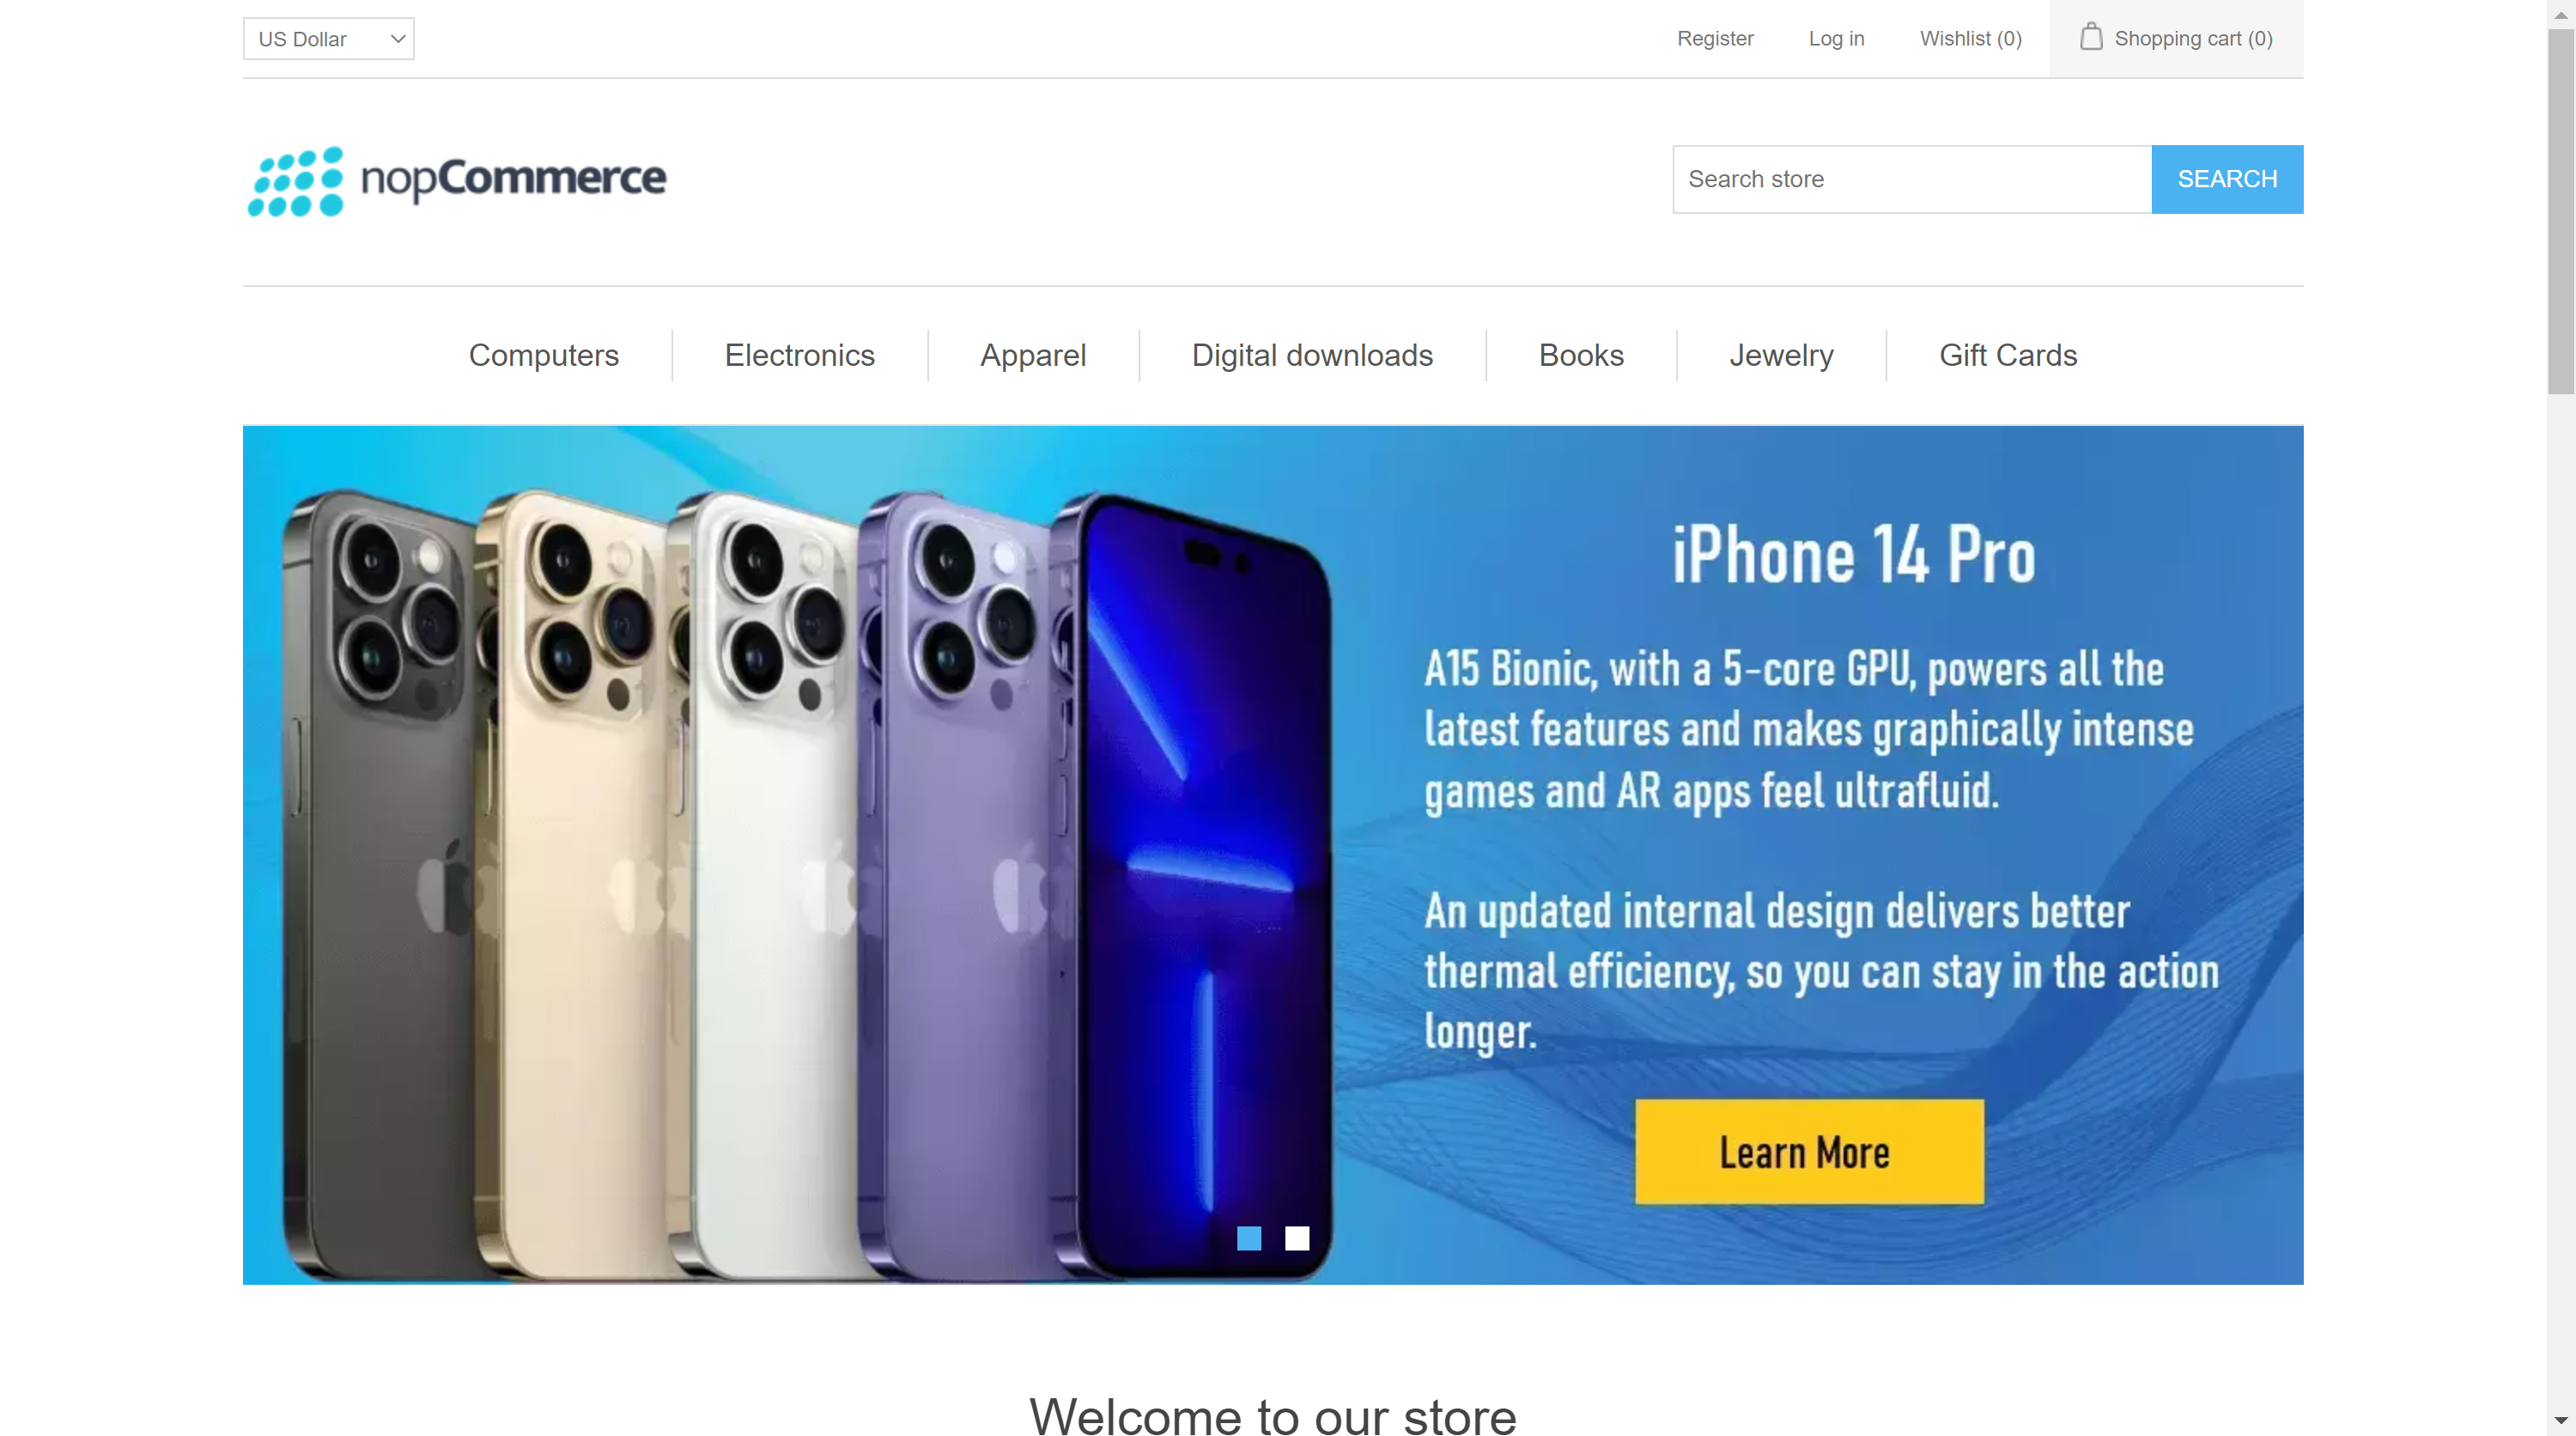 US Dollar
Register
Log in
Wishlist (0)
Shopping cart (0)
nopCommerce
Search store
SEARCH
Computers
Electronics
Apparel
Digital downloads
Books
Jewelry
Gift Cards
iPhone 14 Pro
A15 Bionic, with a 5-core GPU, powers all the
latest features and makes graphically intense
games and AR apps feel ultrafluid.
An updated internal design delivers better
thermal efficiency, so you can stay in the action
longer.
Learn More
Welcome to our store